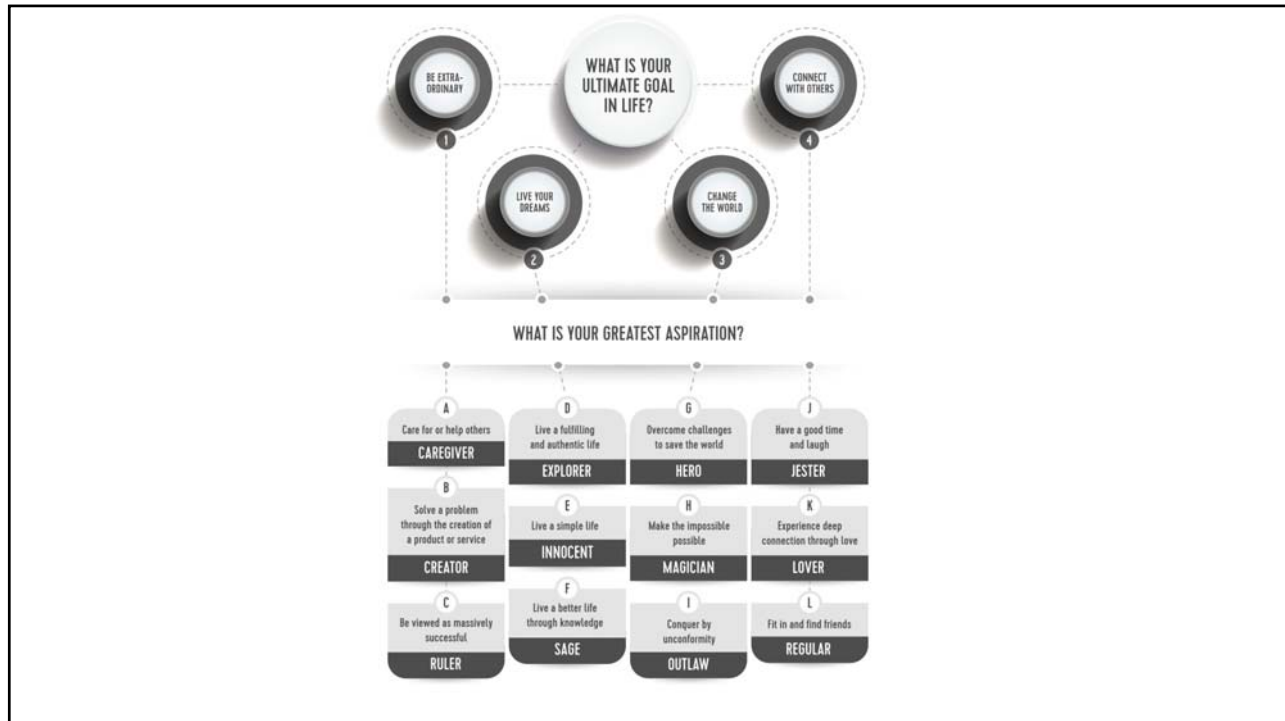 WHAT IS YOUR
ULTIMATE GOAL
IN LIFE?
BE EXTRA-
ORDINARY
1
LIVE YOUR
DREAMS
2
CHANGE
THE WORLD
3
CONNECT
WITH OTHERS
4
WHAT IS YOUR GREATEST ASPIRATION?
A
Care for or help others
CAREGIVER
B
Solve a problem
through the creation of
a product or service
CREATOR
C
Be viewed as massively
successful
RULER
D
Live a fulfilling
and authentic life
EXPLORER
E
Live a simple life
INNOCENT
F
Live a better life
through knowledge
SAGE
G
Overcome challenges
to save the world
HERO
H
Make the impossible
possible
MAGICIAN
I
Conquer by
unconformity
OUTLAW
J
Have a good time
and laugh
JESTER
K
Experience deep
connection through love
LOVER
L
Fit in and find friends
REGULAR